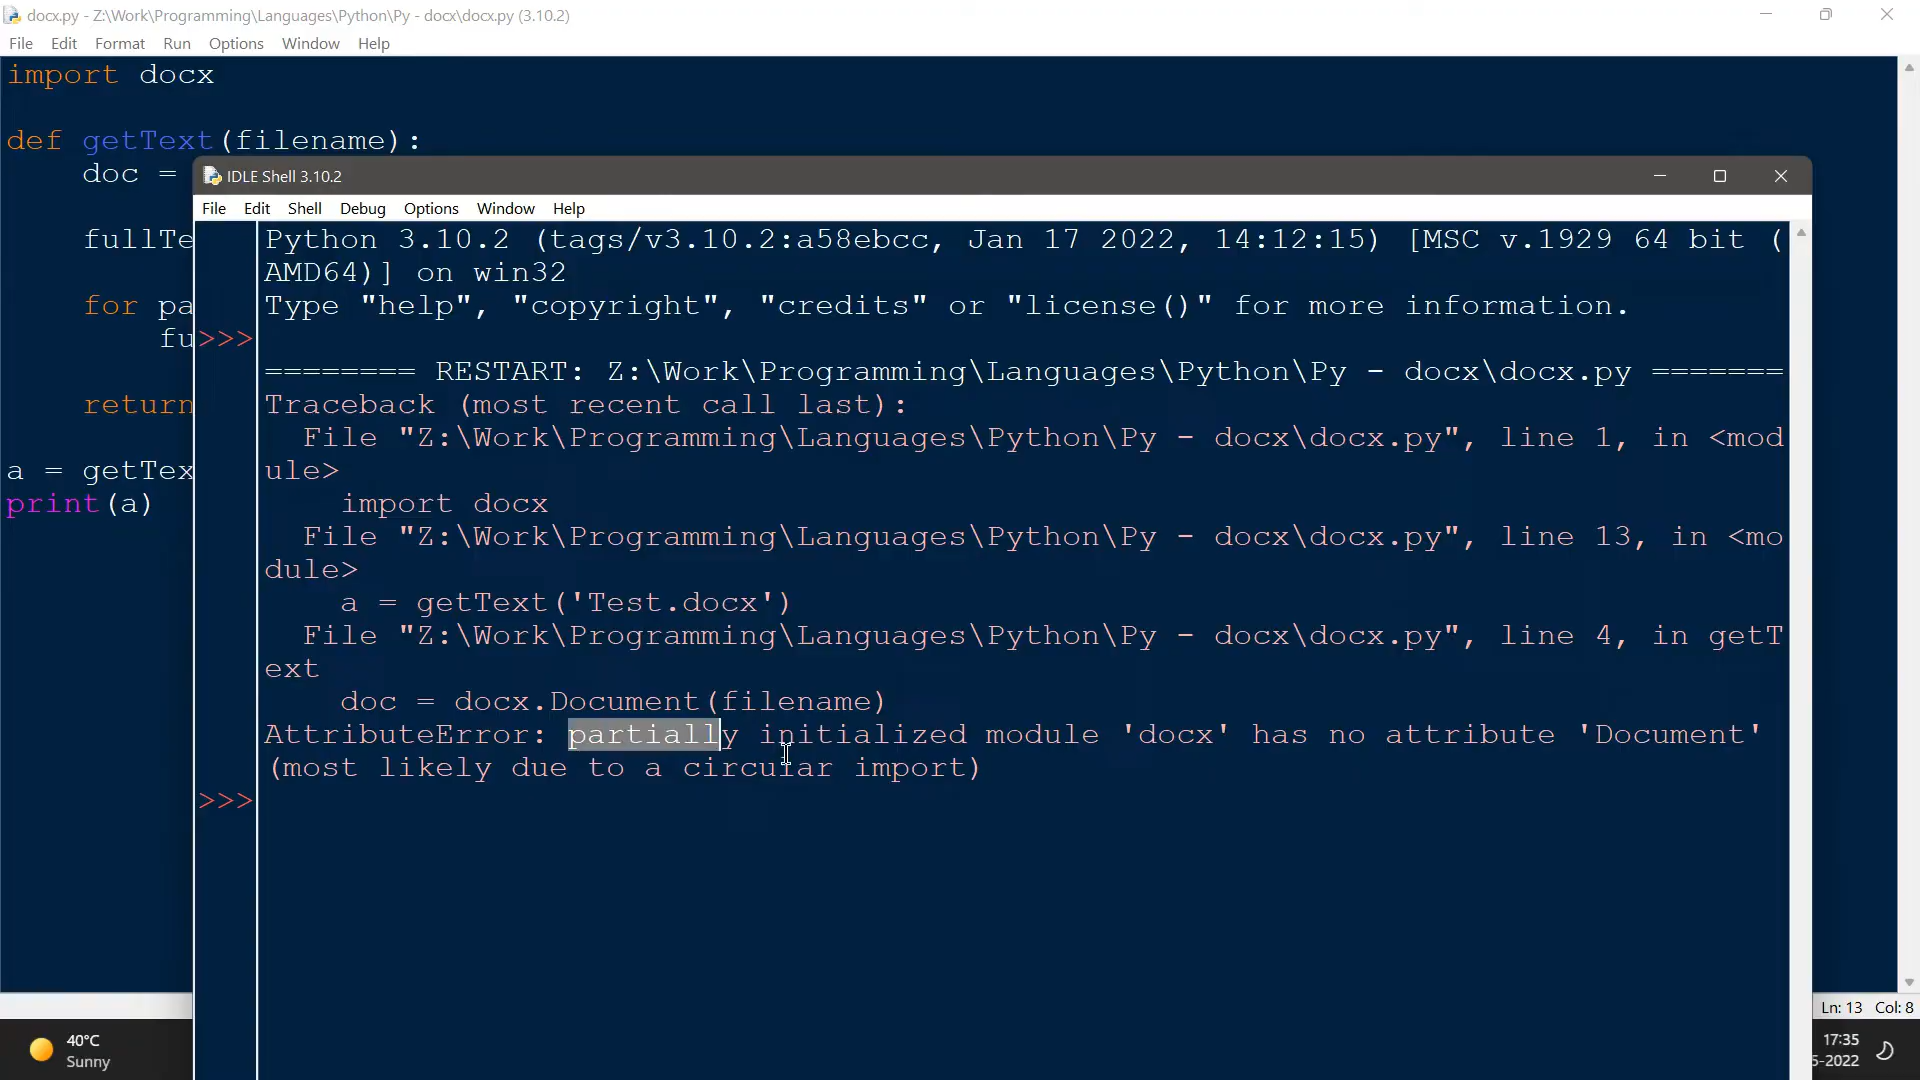 docx.py - Z:\Work\Programming\Languages\Python\Py - docx\docx.py (3.10.2)
File Edit Format Run Options Window Help
import docx
def getText(filename):
doc =
fullTe
for pa
fu
return
a = getTex
print(a)
IDLE Shell 3.10.2
File Edit Shell Debug Options Window Help
Python 3.10.2 (tags/v3.10.2:a58ebcc, Jan 17 2022, 14:12:15) [MSC v.1929 64 bit (
AMD64)] on win32
Type "help", "copyright", "credits" or "license()" for more information.
>>>
======== RESTART: Z:\Work\Programming\Languages\Python\Py - docx\docx.py =======
Traceback (most recent call last):
File "Z:\Work\Programming\Languages\Python\Py - docx\docx.py", line 1, in <mod
ule>
import docx
File "Z:\Work\Programming\Languages\Python\Py - docx\docx.py", line 13, in <mo
dule>
a = getText('Test.docx')
File "Z:\Work\Programming\Languages\Python\Py - docx\docx.py", line 4, in getT
ext
doc = docx.Document(filename)
AttributeError: partially initialized module 'docx' has no attribute 'Document'
(most likely due to a circular import)
>>>
Ln: 13 Col: 8
40°C
Sunny
17:35
5-2022